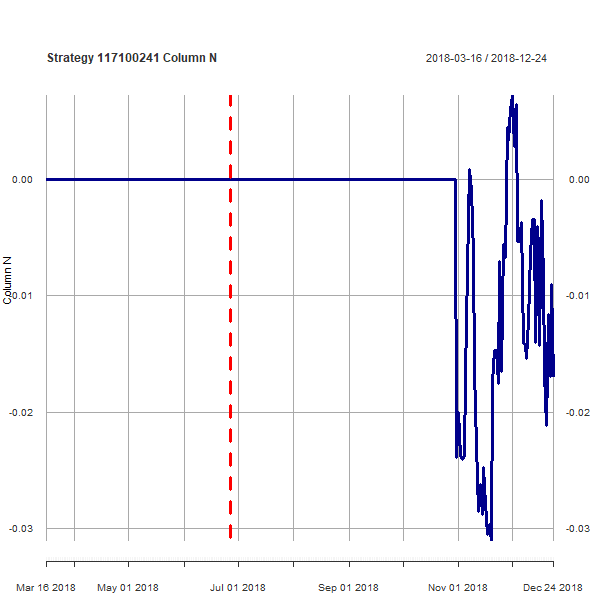 Strategy 117100241 Column N 2018-03-16 / 2018-12-24
0.00 0.00
Column N
-0.01 -0.01
-0.02 -0.02
-0.03 -0.03
Mar 16 2018 May 01 2018 Jul 01 2018 Sep 01 2018 Nov 01 2018 Dec 24 2018